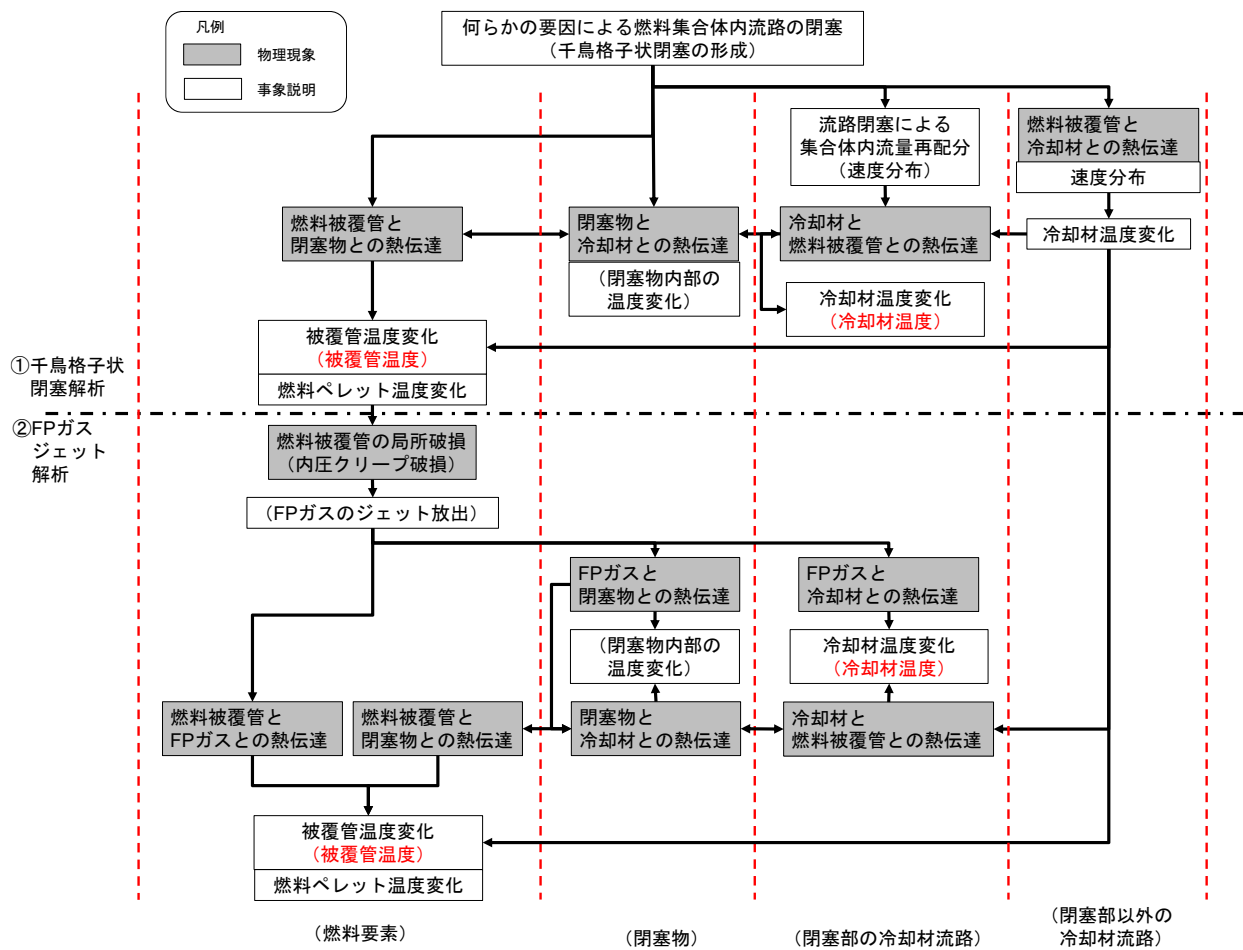 凡例
物理現象
事象説明
何らかの要因による燃料集合体内流路の閉塞
（千鳥格子状閉塞の形成）
流路閉塞による
集合体内流量再配分
（速度分布）
燃料被覆管と
冷却材との熱伝達
速度分布
燃料被覆管と
閉塞物との熱伝達
閉塞物と
冷却材との熱伝達
（閉塞物内部の
温度変化）
冷却材と
燃料被覆管との熱伝達
冷却材温度変化
冷却材温度変化
（冷却材温度）
被覆管温度変化
（被覆管温度）
燃料ペレット温度変化
①千鳥格子状
閉塞解析
②FPガス
ジェット
解析
燃料被覆管の局所破損
（内圧クリープ破損）
（FPガスのジェット放出）
FPガスと
閉塞物との熱伝達
FPガスと
冷却材との熱伝達
（閉塞物内部の
温度変化）
冷却材温度変化
（冷却材温度）
燃料被覆管と
FPガスとの熱伝達
燃料被覆管と
閉塞物との熱伝達
閉塞物と
冷却材との熱伝達
冷却材と
燃料被覆管との熱伝達
被覆管温度変化
（被覆管温度）
燃料ペレット温度変化
（燃料要素）
（閉塞物）
（閉塞部の冷却材流路）
（閉塞部以外の
冷却材流路）